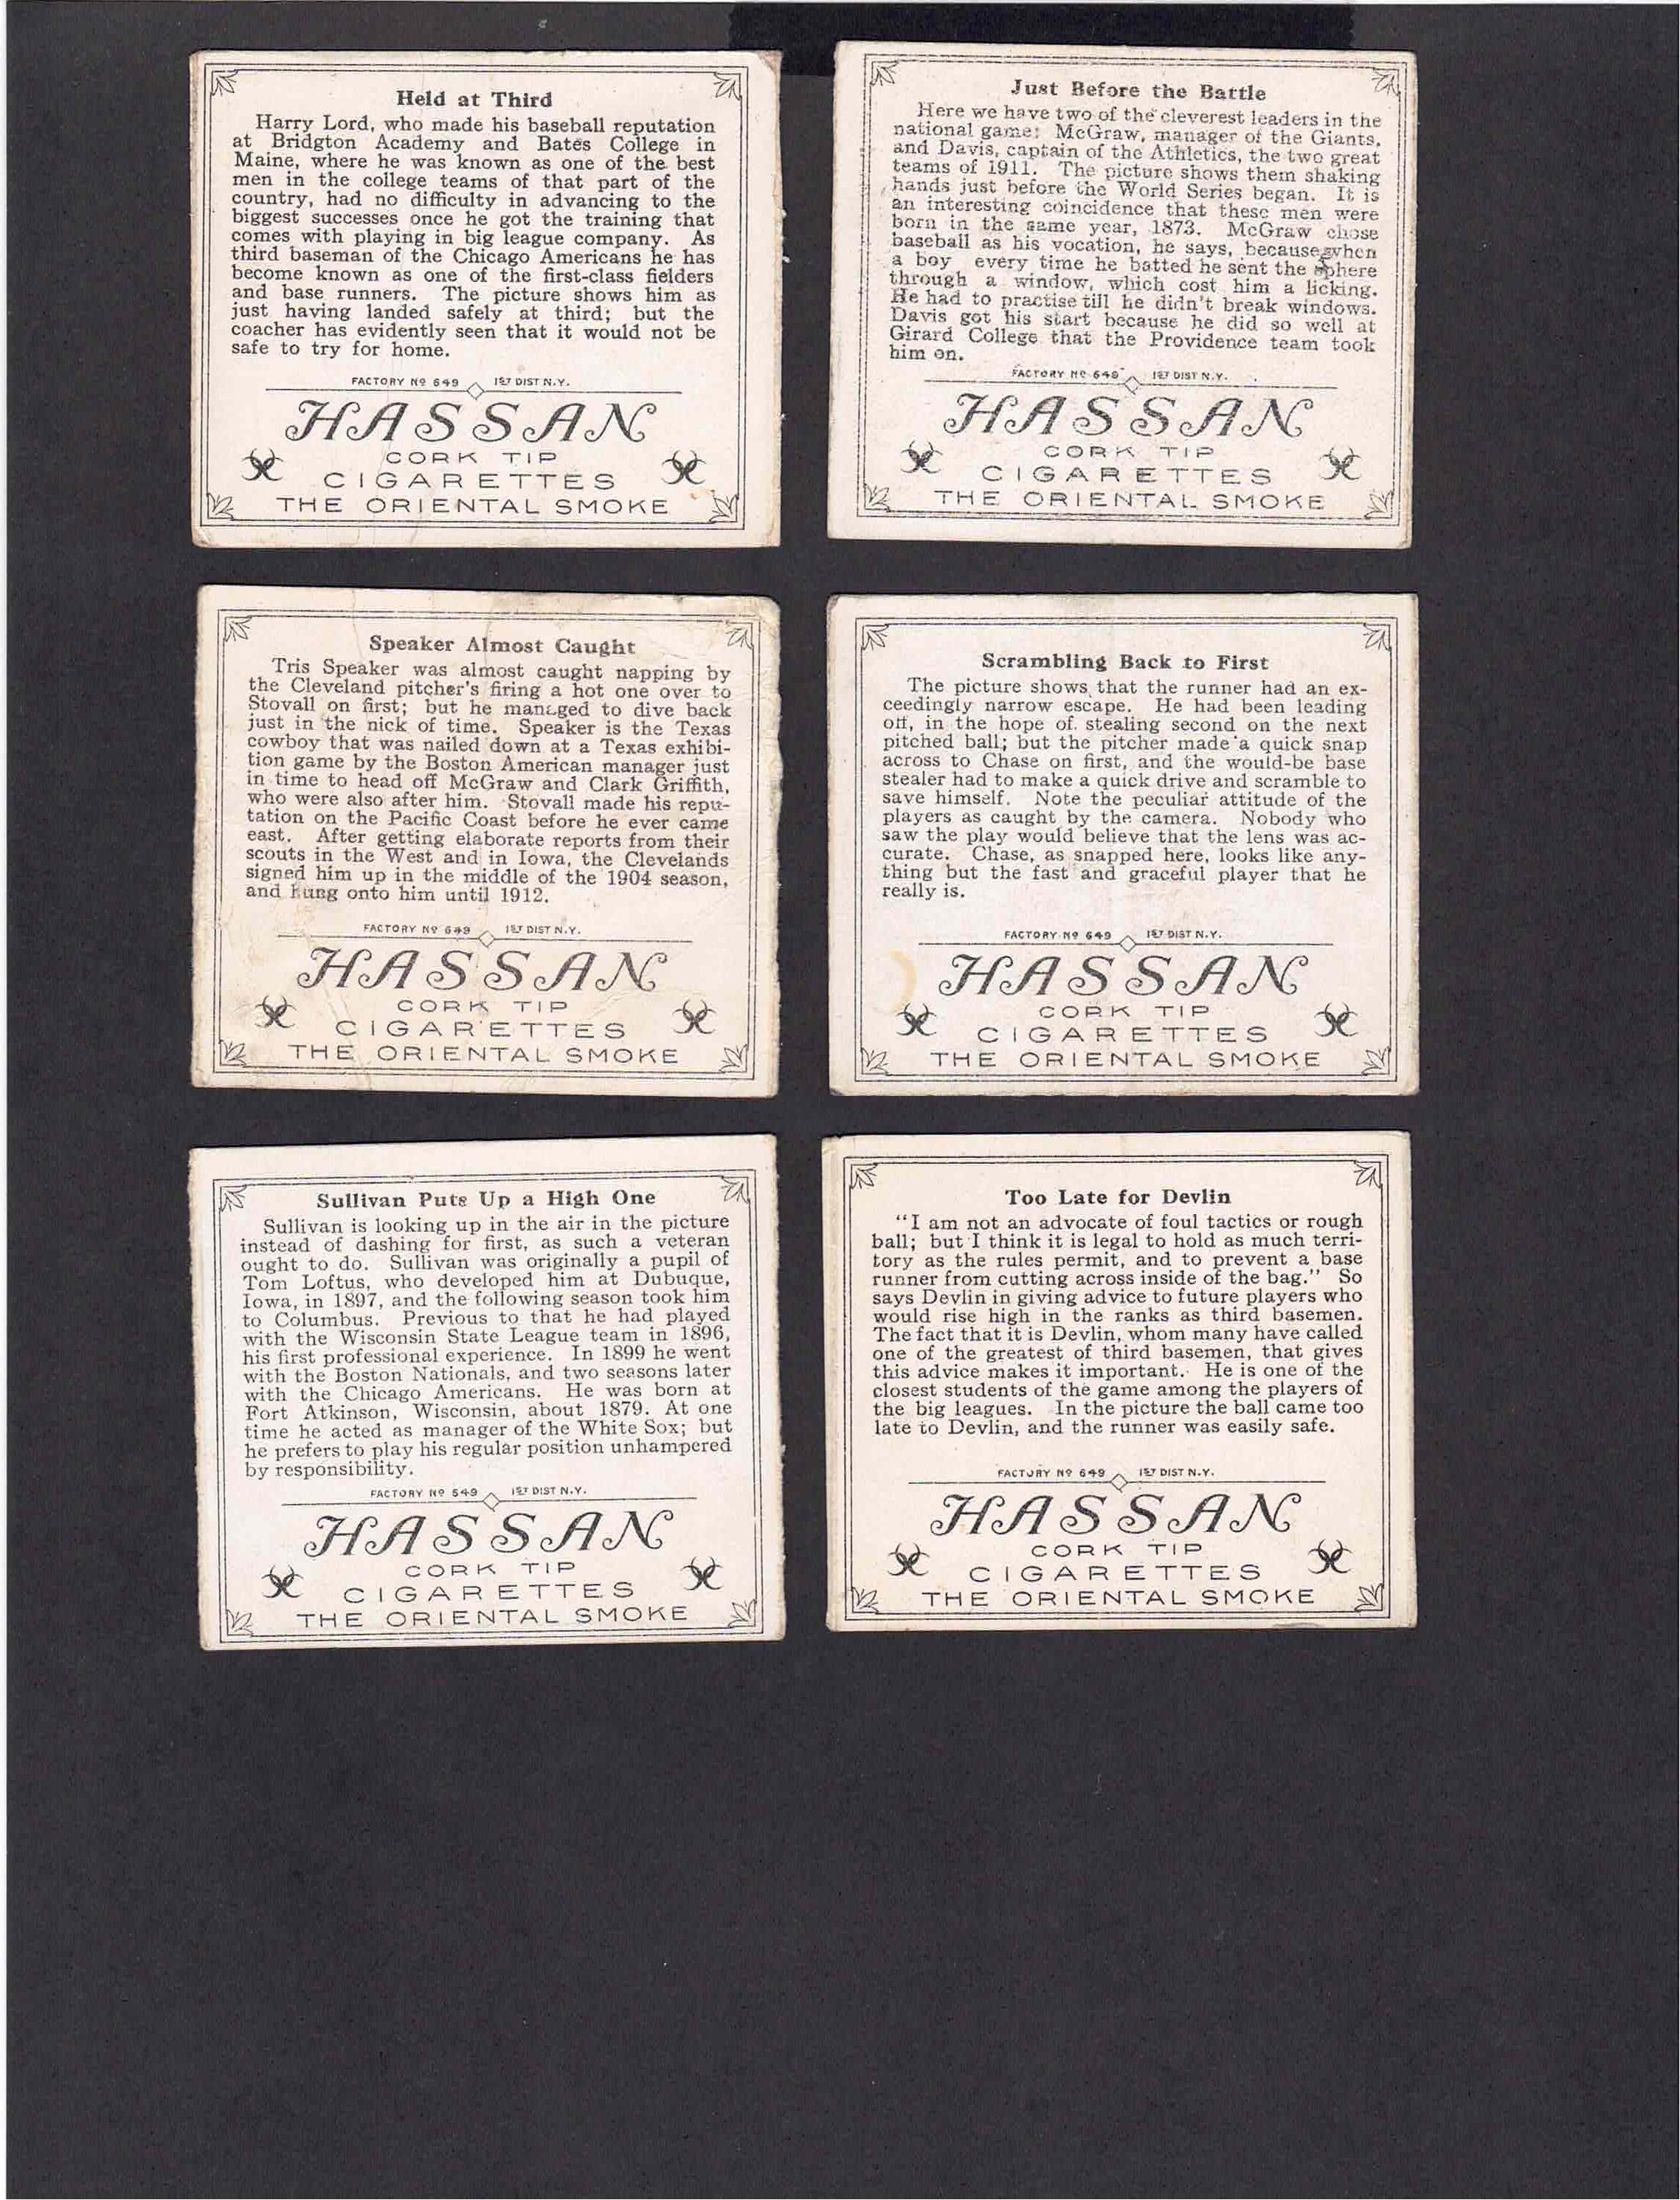 Held at Third
Harry Lord, who made his baseball reputation
at Bridgton Academy and Bates College in
Maine, where he was known as one of the best
men in the college teams of that part of the
country, had no difficulty in advancing to the
biggest successes once he got the training that
comes with playing in big league company. As
third baseman of the Chicago Americans he has
become known as one of the first-class fielders
and base runners. The picture shows him as
just having landed safely at third; but the
coacher has evidently seen that it would not be
safe to try for home.
FACTORY Nº 649 1ST DIST N.Y.
HASSAN
CORK TIP
CIGARETTES
THE ORIENTAL SMOKE
Just Before the Battle
Here we have two of the cleverest leaders in the
national game: McGraw, manager of the Giants,
and Davis, captain of the Athletics, the two great
teams of 1911. The picture shows them shaking
hands just before the World Series began. It is
an interesting coincidence that these men were
born in the same year, 1873. McGraw chose
baseball as his vocation, he says, because when
a boy every time he batted he sent the sphere
through a window, which cost him a licking.
He had to practise till he didn't break windows.
Davis got his start because he did so well at
Girard College that the Providence team took
him on.
FACTORY Nº 649 1ST DIST N.Y.
HASSAN
CORK TIP
CIGARETTES
THE ORIENTAL SMOKE
Speaker Almost Caught
Tris Speaker was almost caught napping by
the Cleveland pitcher's firing a hot one over to
Stovall on first; but he managed to dive back
just in the nick of time. Speaker is the Texas
cowboy that was nailed down at a Texas exhibi-
tion game by the Boston American manager just
in time to head off McGraw and Clark Griffith,
who were also after him. Stovall made his repu-
tation on the Pacific Coast before he ever came
east. After getting elaborate reports from their
scouts in the West and in Iowa, the Clevelands
signed him up in the middle of the 1904 season,
and hung onto him until 1912.
FACTORY Nº 649 1ST DIST N.Y.
HASSAN
CORK TIP
CIGARETTES
THE ORIENTAL SMOKE
Scrambling Back to First
The picture shows that the runner had an ex-
ceedingly narrow escape. He had been leading
off, in the hope of stealing second on the next
pitched ball; but the pitcher made a quick snap
across to Chase on first, and the would-be base
stealer had to make a quick drive and scramble to
save himself. Note the peculiar attitude of the
players as caught by the camera. Nobody who
saw the play would believe that the lens was ac-
curate. Chase, as snapped here, looks like any-
thing but the fast and graceful player that he
really is.
FACTORY Nº 649 1ST DIST N.Y.
HASSAN
CORK TIP
CIGARETTES
THE ORIENTAL SMOKE
Sullivan Puts Up a High One
Sullivan is looking up in the air in the picture
instead of dashing for first, as such a veteran
ought to do. Sullivan was originally a pupil of
Tom Loftus, who developed him at Dubuque,
Iowa, in 1897, and the following season took him
to Columbus. Previous to that he had played
with the Wisconsin State League team in 1896,
his first professional experience. In 1899 he went
with the Boston Nationals, and two seasons later
with the Chicago Americans. He was born at
Fort Atkinson, Wisconsin, about 1879. At one
time he acted as manager of the White Sox; but
he prefers to play his regular position unhampered
by responsibility.
FACTORY Nº 649 1ST DIST N.Y.
HASSAN
CORK TIP
CIGARETTES
THE ORIENTAL SMOKE
Too Late for Devlin
"I am not an advocate of foul tactics or rough
ball; but I think it is legal to hold as much terri-
tory as the rules permit, and to prevent a base
runner from cutting across inside of the bag." So
says Devlin in giving advice to future players who
would rise high in the ranks as third basemen.
The fact that it is Devlin, whom many have called
one of the greatest of third basemen, that gives
this advice makes it important. He is one of the
closest students of the game among the players of
the big leagues. In the picture the ball came too
late to Devlin, and the runner was easily safe.
FACTORY Nº 649 1ST DIST N.Y.
HASSAN
CORK TIP
CIGARETTES
THE ORIENTAL SMOKE